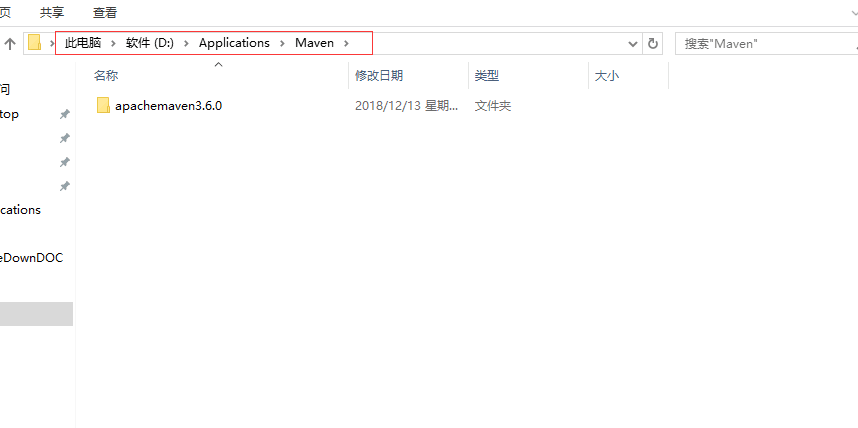 页 共享 查看
此电脑 软件 (D:) Applications Maven 搜索"Maven"
名称 修改日期 类型 大小
问
top
apachemaven3.6.0 2018/12/13 星期... 文件夹
cations
eDownDOC